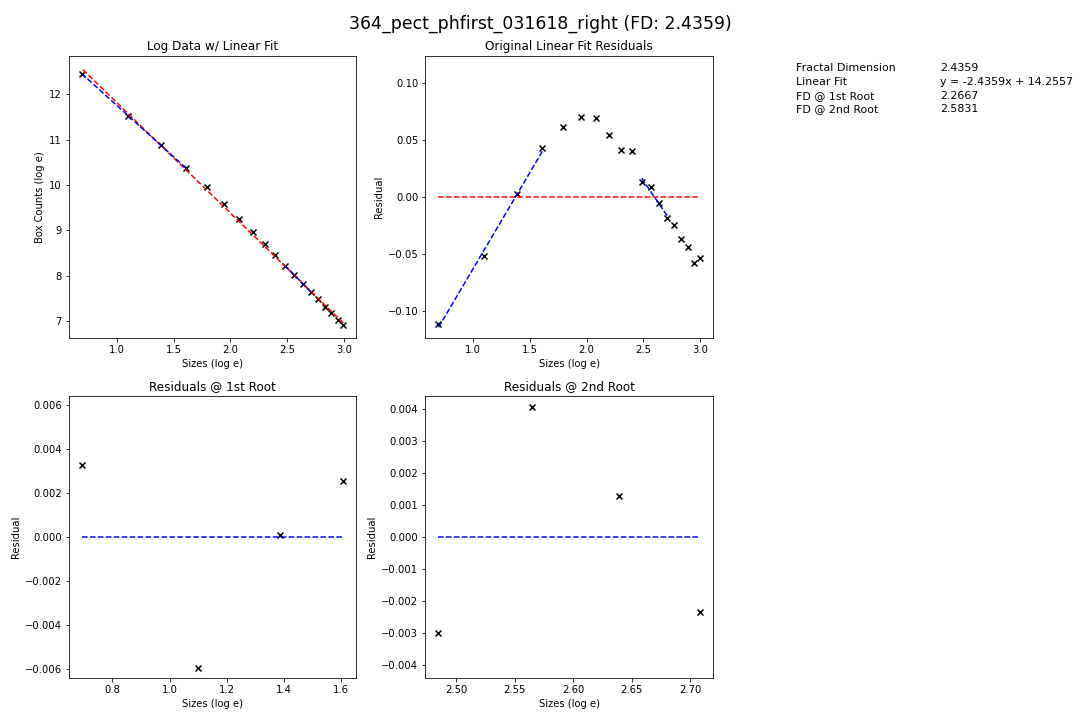 364_pect_phfirst_031618_right (FD: 2.4359)
Log Data w/ Linear Fit
Box Counts (log e)
12
11
10
9
8
7
1.0 1.5 2.0 2.5 3.0
Sizes (log e)
Original Linear Fit Residuals
Residual
0.10
0.05
0.00
−0.05
−0.10
1.0 1.5 2.0 2.5 3.0
Sizes (log e)
Fractal Dimension 2.4359
Linear Fit y = -2.4359x + 14.2557
FD @ 1st Root 2.2667
FD @ 2nd Root 2.5831
Residuals @ 1st Root
Residual
0.006
0.004
0.002
0.000
−0.002
−0.004
−0.006
0.8 1.0 1.2 1.4 1.6
Sizes (log e)
Residuals @ 2nd Root
Residual
0.004
0.003
0.002
0.001
0.000
−0.001
−0.002
−0.003
−0.004
2.50 2.55 2.60 2.65 2.70
Sizes (log e)